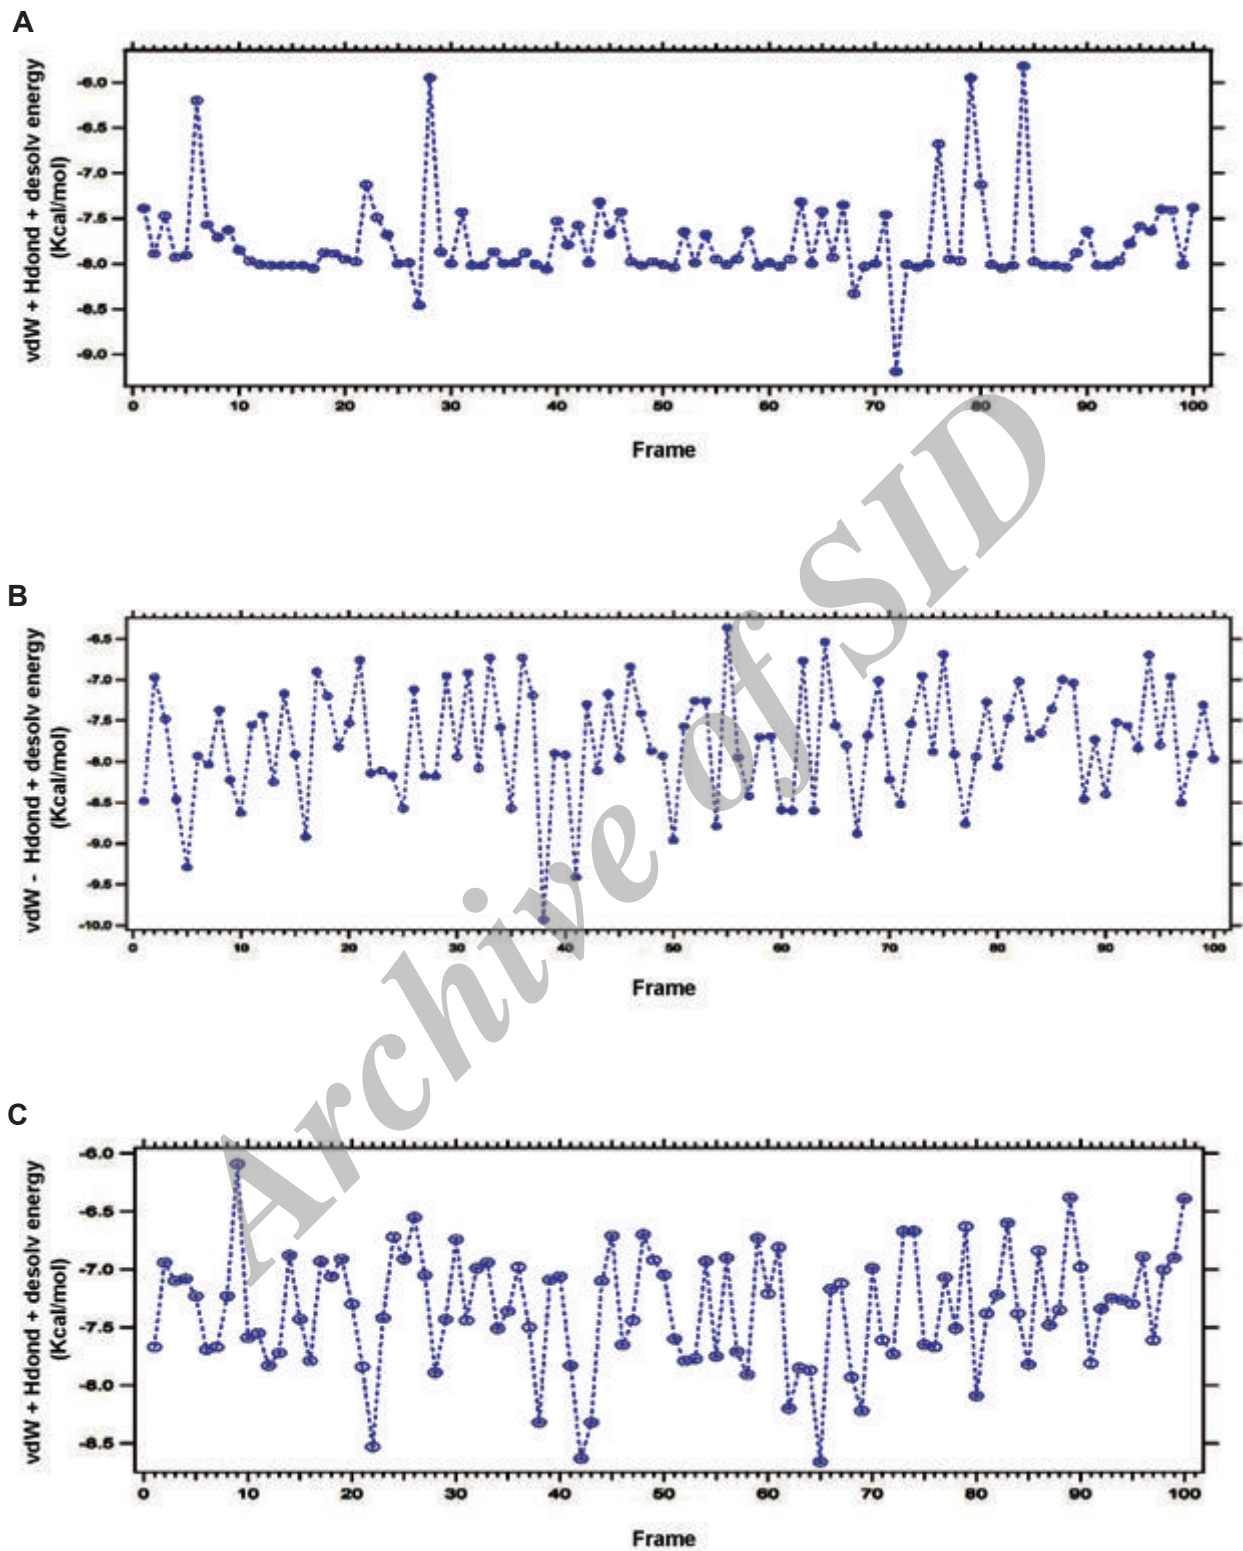 A
vdW + Hdond + desolv energy
(Kcal/mol)
-6.0
-6.5
-7.0
-7.5
-8.0
-8.5
-9.0
0 10 20 30 40 50 60 70 80 90 100
Frame
B
vdW - Hdond + desolv energy
(Kcal/mol)
-6.5
-7.0
-7.5
-8.0
-8.5
-9.0
-9.5
-10.0
0 10 20 30 40 50 60 70 80 90 100
Frame
C
vdW + Hdond + desolv energy
(Kcal/mol)
-6.0
-6.5
-7.0
-7.5
-8.0
-8.5
0 10 20 30 40 50 60 70 80 90 100
Frame
Archive of SID